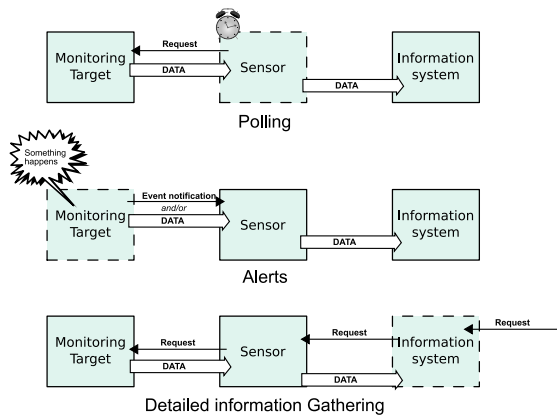 Monitoring
Target
Request
DATA
Sensor
DATA
Information
system
Polling
Something
happens
Monitoring
Target
Event notification
and/or
DATA
Sensor
DATA
Information
system
Alerts
Monitoring
Target
Request
DATA
Sensor
Request
DATA
Information
system
Request
Detailed information Gathering